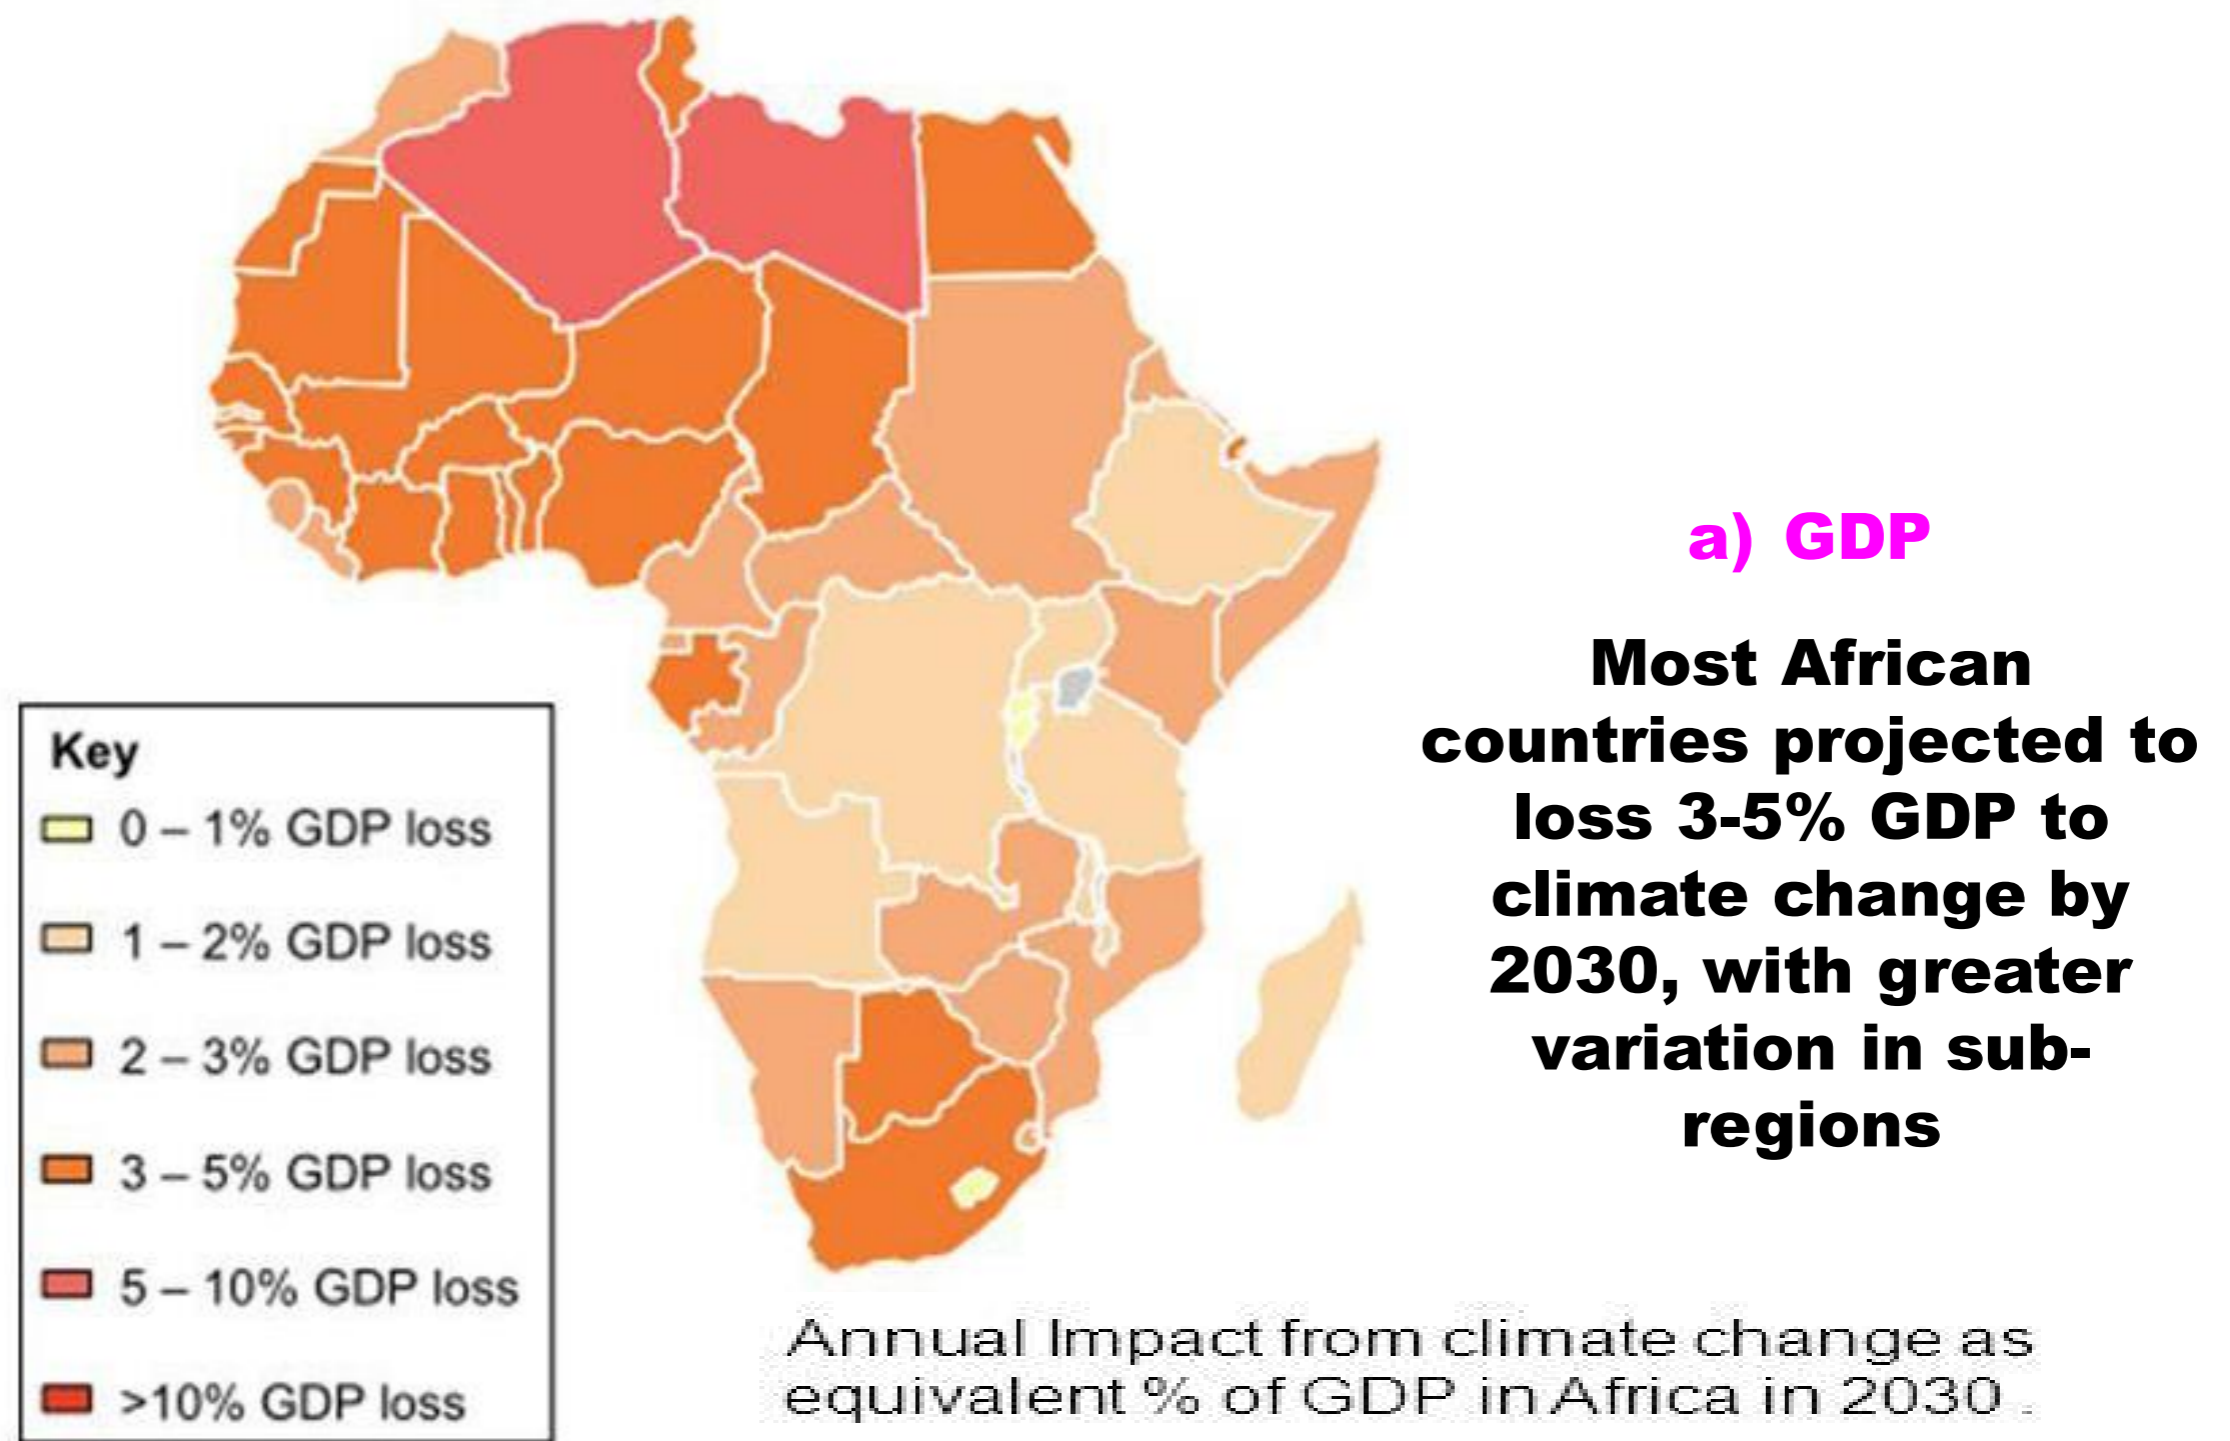 a) GDP
Most African
countries projected to
loss 3-5% GDP to
climate change by
2030, with greater
variation in sub-
regions
Key
0 – 1% GDP loss
1 – 2% GDP loss
2 – 3% GDP loss
3 – 5% GDP loss
5 – 10% GDP loss
>10% GDP loss
Annual Impact from climate change as
equivalent % of GDP in Africa in 2030 .